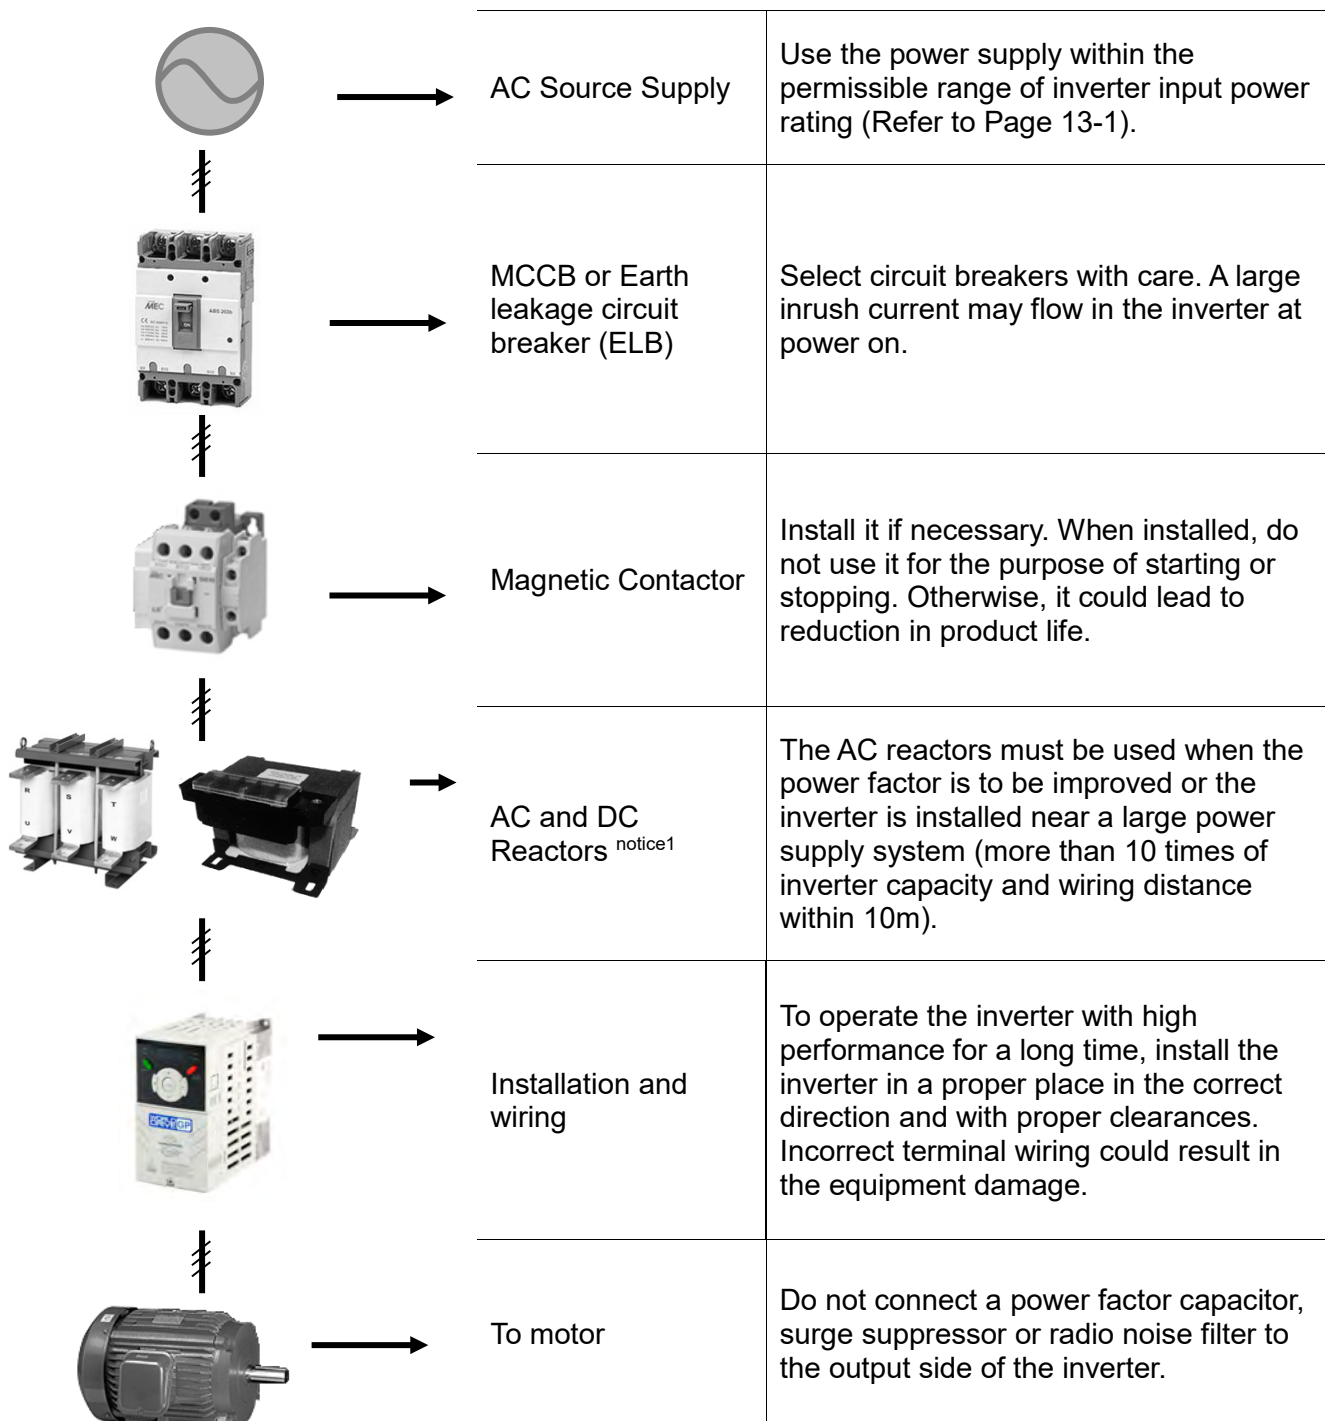 AC Source Supply
Use the power supply within the
permissible range of inverter input power
rating (Refer to Page 13-1).
MEC
ABS 203b
ON
MCCB or Earth
leakage circuit
breaker (ELB)
Select circuit breakers with care. A large
inrush current may flow in the inverter at
power on.
Magnetic Contactor
Install it if necessary. When installed, do
not use it for the purpose of starting or
stopping. Otherwise, it could lead to
reduction in product life.
R S T
U V W
AC and DC
Reactors notice1
The AC reactors must be used when the
power factor is to be improved or the
inverter is installed near a large power
supply system (more than 10 times of
inverter capacity and wiring distance
within 10m).
GP
Installation and
wiring
To operate the inverter with high
performance for a long time, install the
inverter in a proper place in the correct
direction and with proper clearances.
Incorrect terminal wiring could result in
the equipment damage.
To motor
Do not connect a power factor capacitor,
surge suppressor or radio noise filter to
the output side of the inverter.